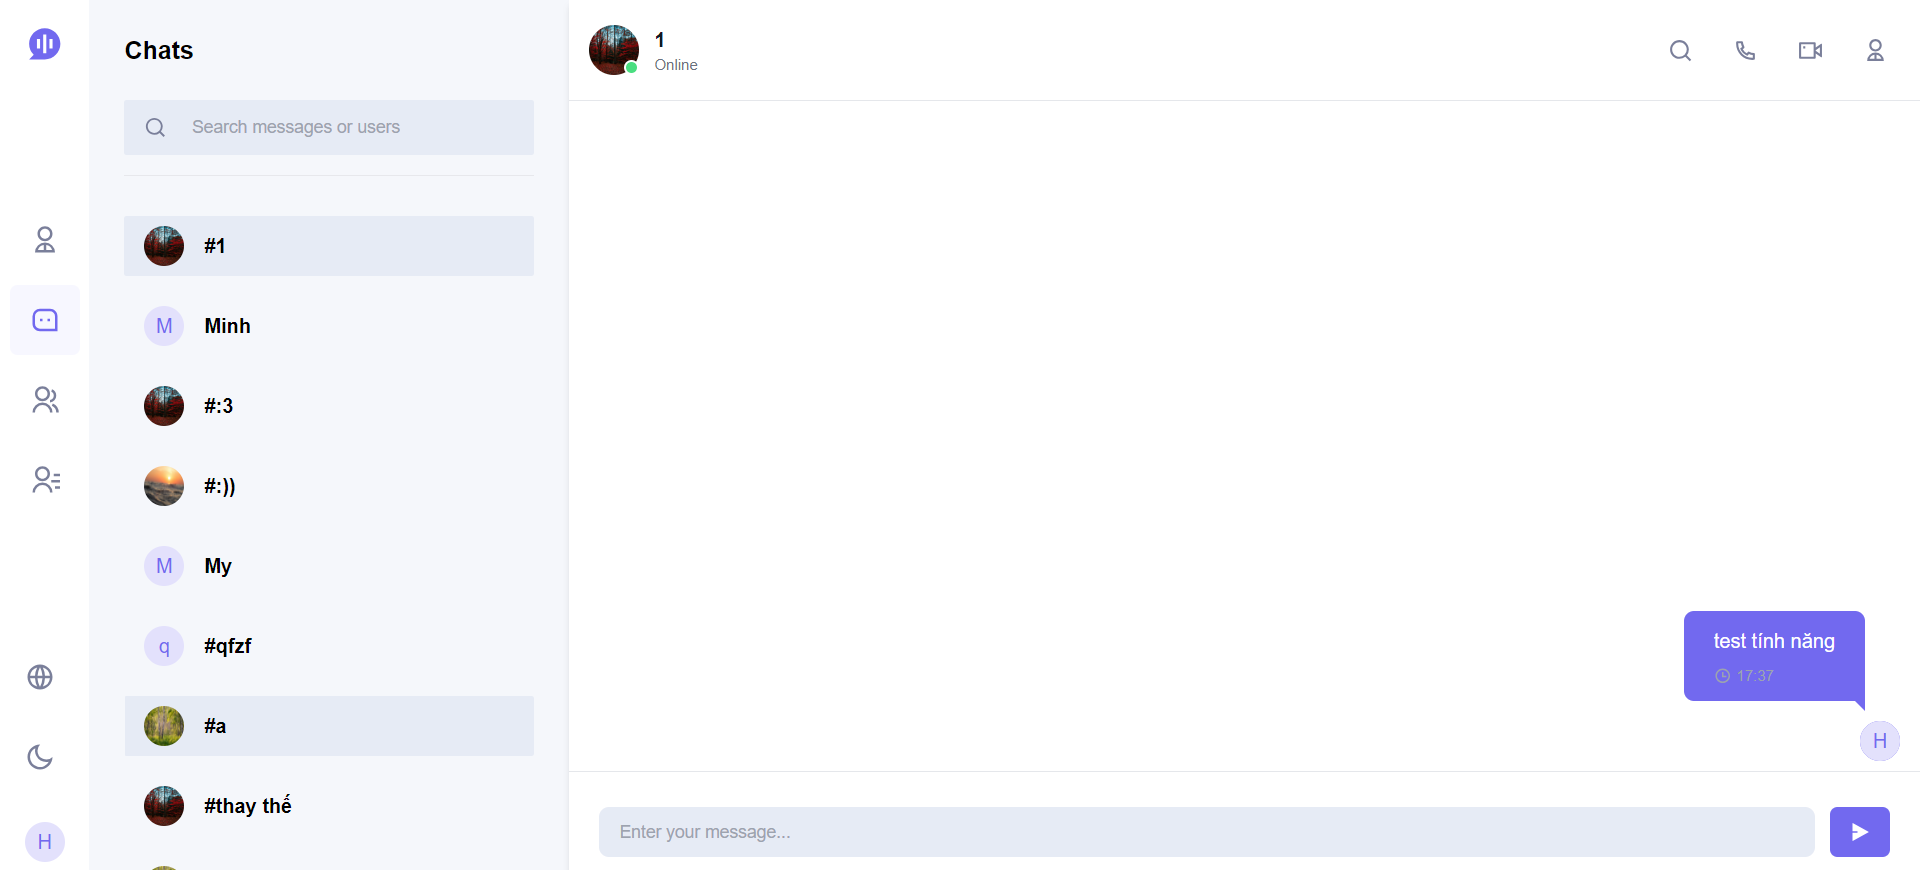 Chats
Search messages or users
#1
M
Minh
#:3
#:))
M
My
q
#qfzf
#a
#thay thế
H
1
Online
test tính năng
17:37
H
Enter your message...